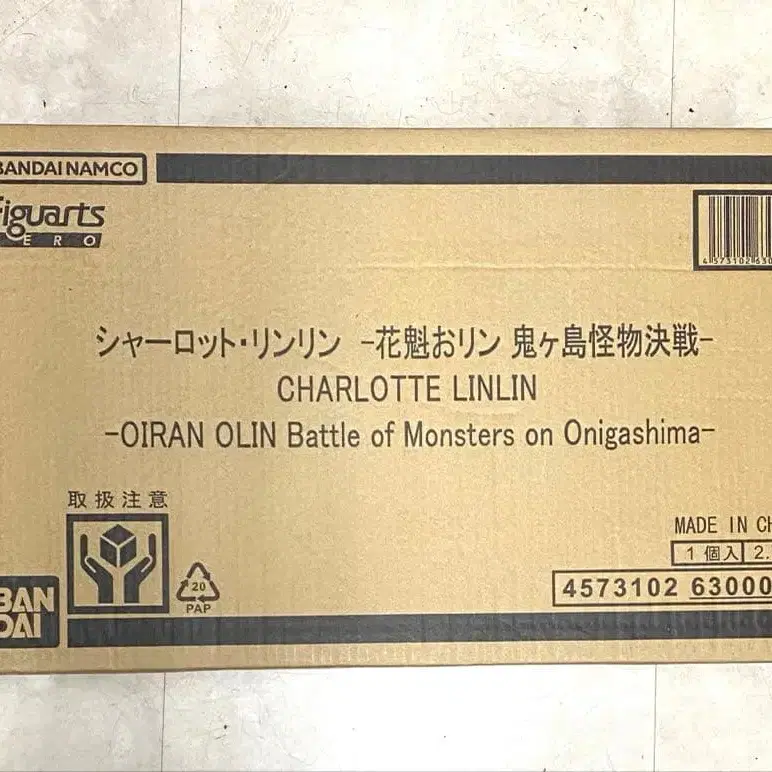 BANDAI NAMCO
Figuarts
ZERO
シャーロット・リンリン -花魁おリン 鬼ヶ島怪物決戦-
CHARLOTTE LINLIN
-OIRAN OLIN Battle of Monsters on Onigashima-
取扱注意
MADE IN CH
1個入 2.
20
PAP
4573102 63000
BAN
DAI